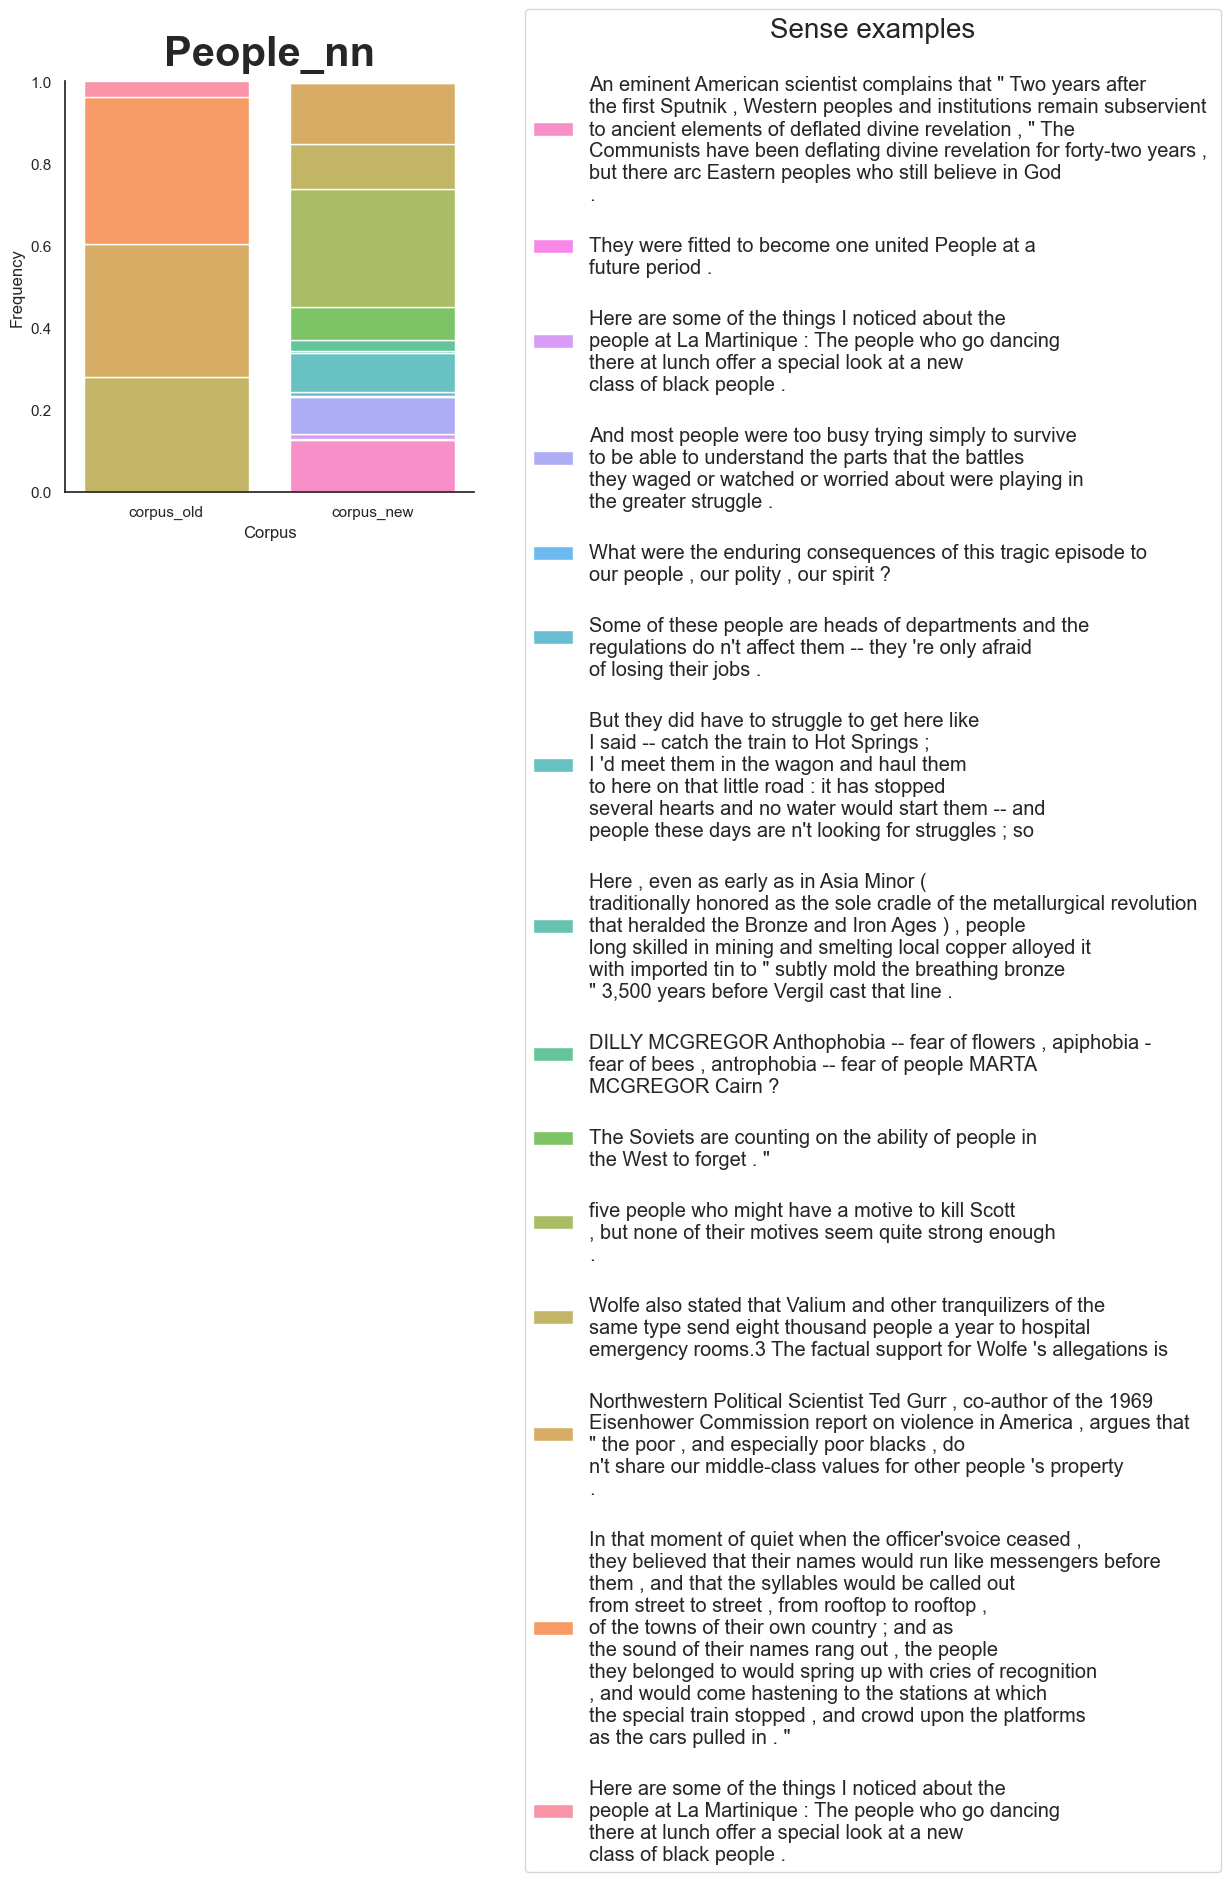 People_nn
1.0
0.8
0.6
0.4
0.2
0.0
Frequency
corpus_old
corpus_new
Corpus
Sense examples
An eminent American scientist complains that " Two years after
the first Sputnik , Western peoples and institutions remain subservient
to ancient elements of deflated divine revelation , " The
Communists have been deflating divine revelation for forty-two years ,
but there arc Eastern peoples who still believe in God
.
They were fitted to become one united People at a
future period .
Here are some of the things I noticed about the
people at La Martinique : The people who go dancing
there at lunch offer a special look at a new
class of black people .
And most people were too busy trying simply to survive
to be able to understand the parts that the battles
they waged or watched or worried about were playing in
the greater struggle .
What were the enduring consequences of this tragic episode to
our people , our polity , our spirit ?
Some of these people are heads of departments and the
regulations do n't affect them -- they 're only afraid
of losing their jobs .
But they did have to struggle to get here like
I said -- catch the train to Hot Springs ;
I 'd meet them in the wagon and haul them
to here on that little road : it has stopped
several hearts and no water would start them -- and
people these days are n't looking for struggles ; so
Here , even as early as in Asia Minor (
traditionally honored as the sole cradle of the metallurgical revolution
that heralded the Bronze and Iron Ages ) , people
long skilled in mining and smelting local copper alloyed it
with imported tin to " subtly mold the breathing bronze
" 3,500 years before Vergil cast that line .
DILLY MCGREGOR Anthophobia -- fear of flowers , apiphobia -
fear of bees , antrophobia -- fear of people MARTA
MCGREGOR Cairn ?
The Soviets are counting on the ability of people in
the West to forget . "
five people who might have a motive to kill Scott
, but none of their motives seem quite strong enough
.
Wolfe also stated that Valium and other tranquilizers of the
same type send eight thousand people a year to hospital
emergency rooms.3 The factual support for Wolfe 's allegations is
Northwestern Political Scientist Ted Gurr , co-author of the 1969
Eisenhower Commission report on violence in America , argues that
" the poor , and especially poor blacks , do
n't share our middle-class values for other people 's property
.
In that moment of quiet when the officer'svoice ceased ,
they believed that their names would run like messengers before
them , and that the syllables would be called out
from street to street , from rooftop to rooftop ,
of the towns of their own country ; and as
the sound of their names rang out , the people
they belonged to would spring up with cries of recognition
, and would come hastening to the stations at which
the special train stopped , and crowd upon the platforms
as the cars pulled in . "
Here are some of the things I noticed about the
people at La Martinique : The people who go dancing
there at lunch offer a special look at a new
class of black people .